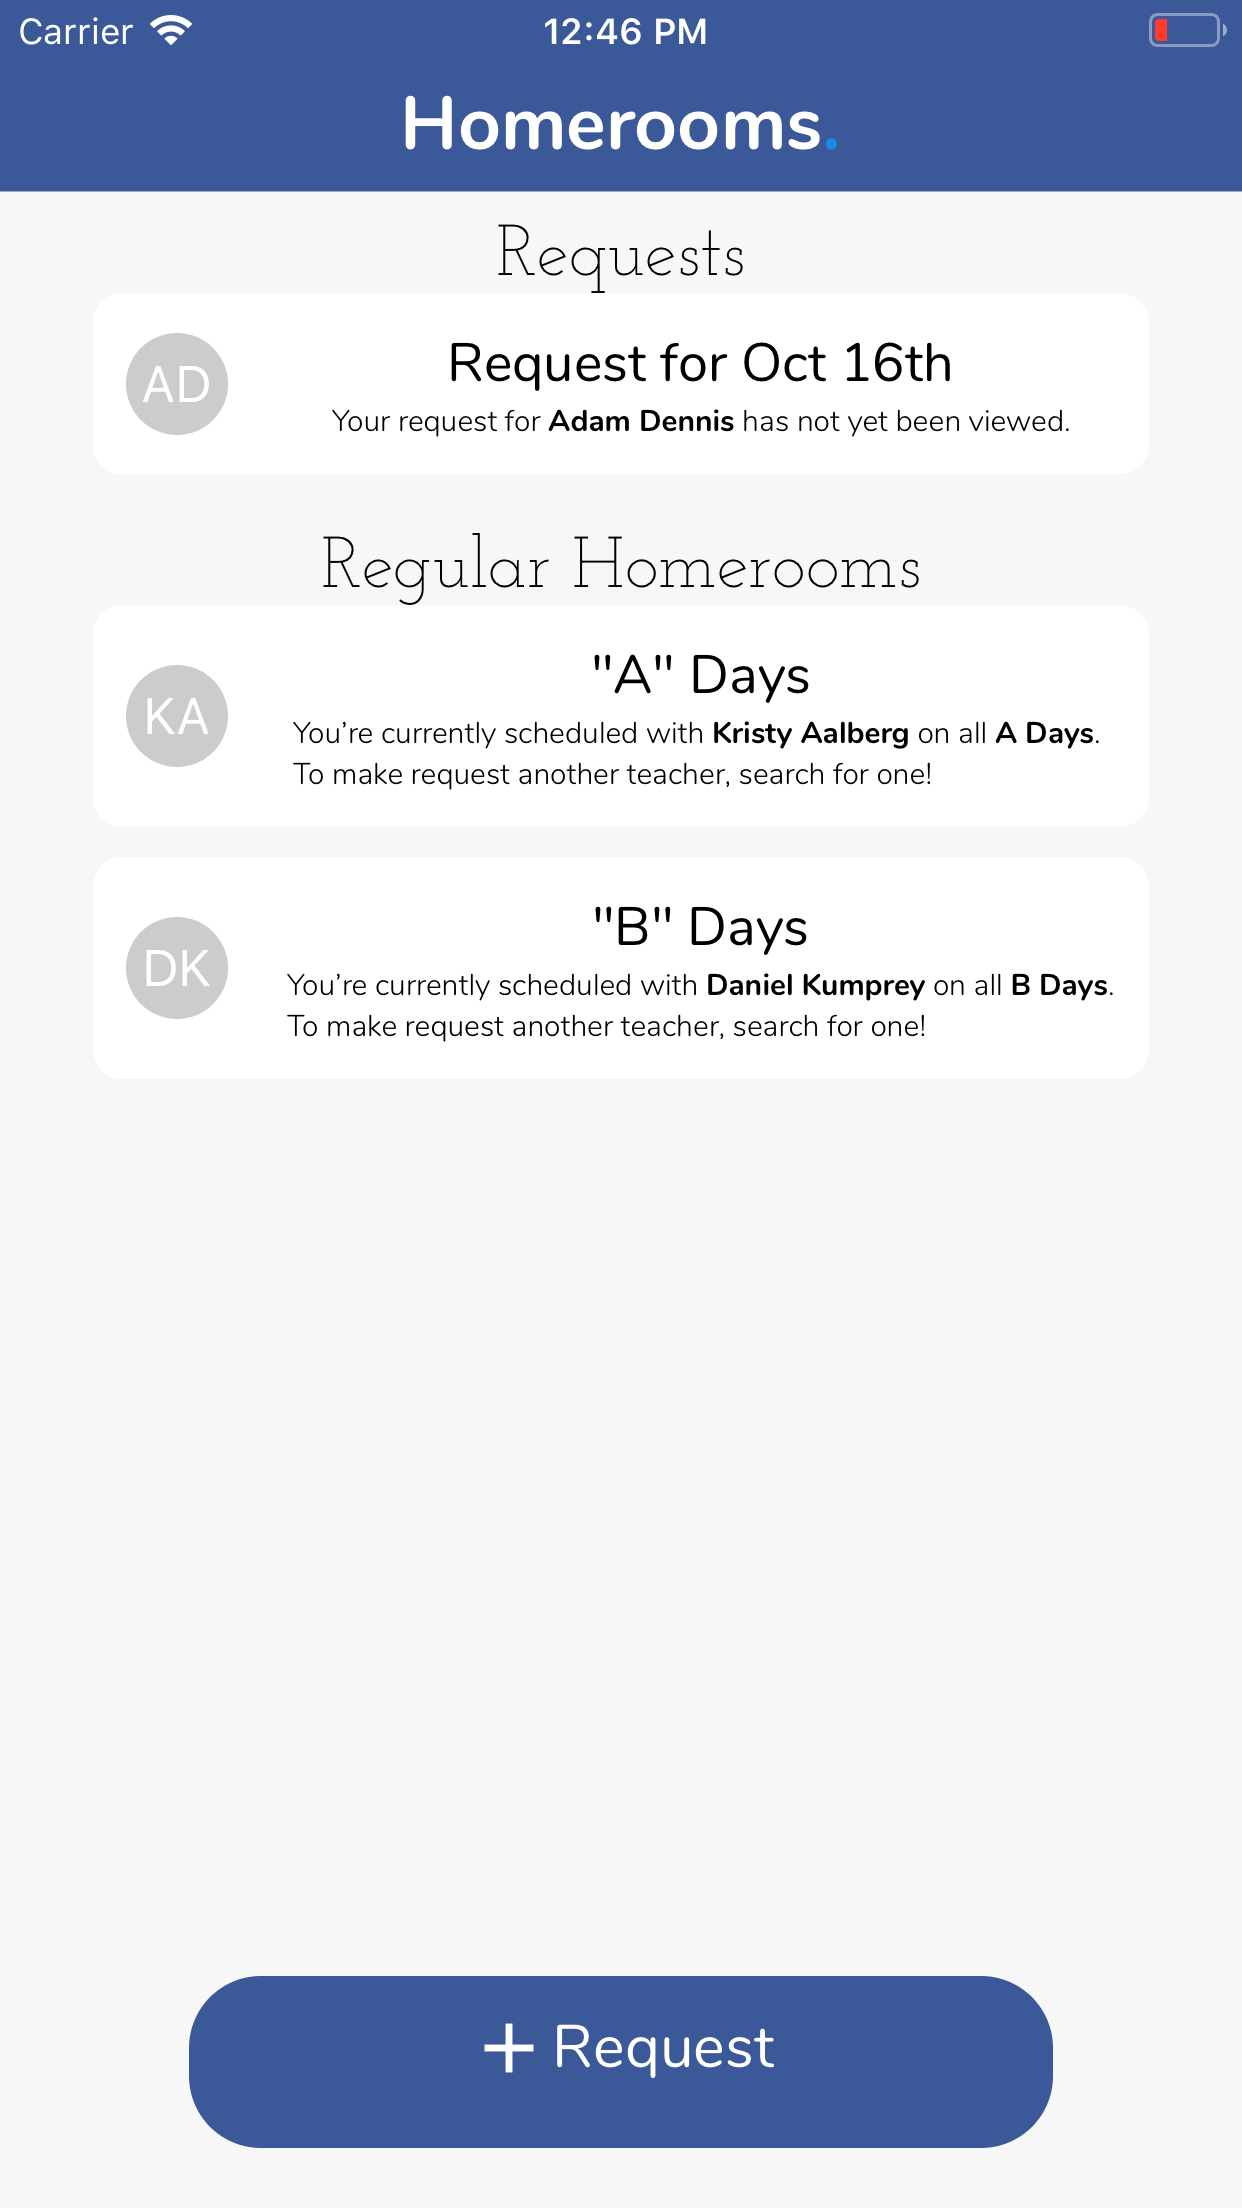 Carrier 12:46 PM
Homerooms.
Requests
AD
Request for Oct 16th
Your request for Adam Dennis has not yet been viewed.
Regular Homerooms
KA
"A" Days
You’re currently scheduled with Kristy Aalberg on all A Days.
To make request another teacher, search for one!
DK
"B" Days
You’re currently scheduled with Daniel Kumprey on all B Days.
To make request another teacher, search for one!
+ Request